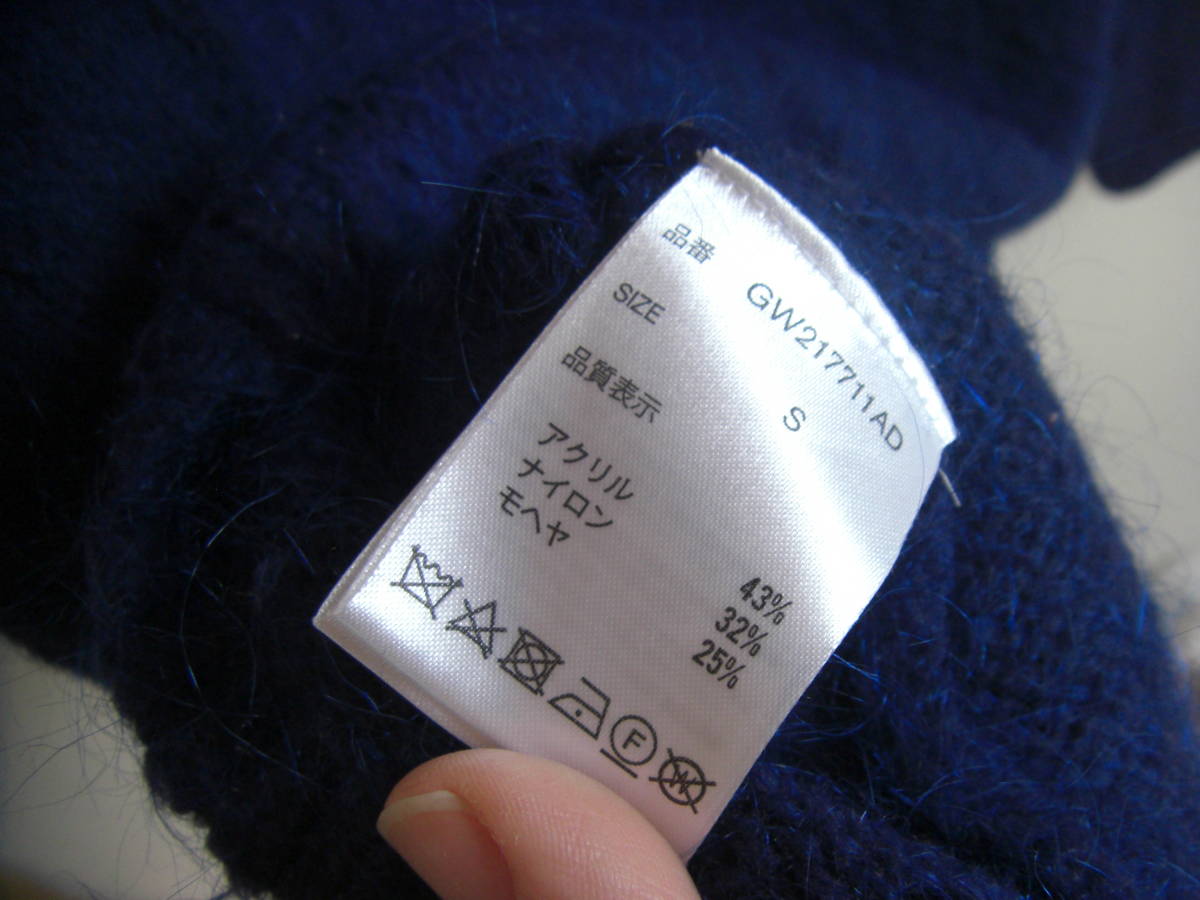 品番 GW217711AD
SIZE S
品質表示
アクリル 43%
ナイロン 32%
モヘヤ 25%
F W